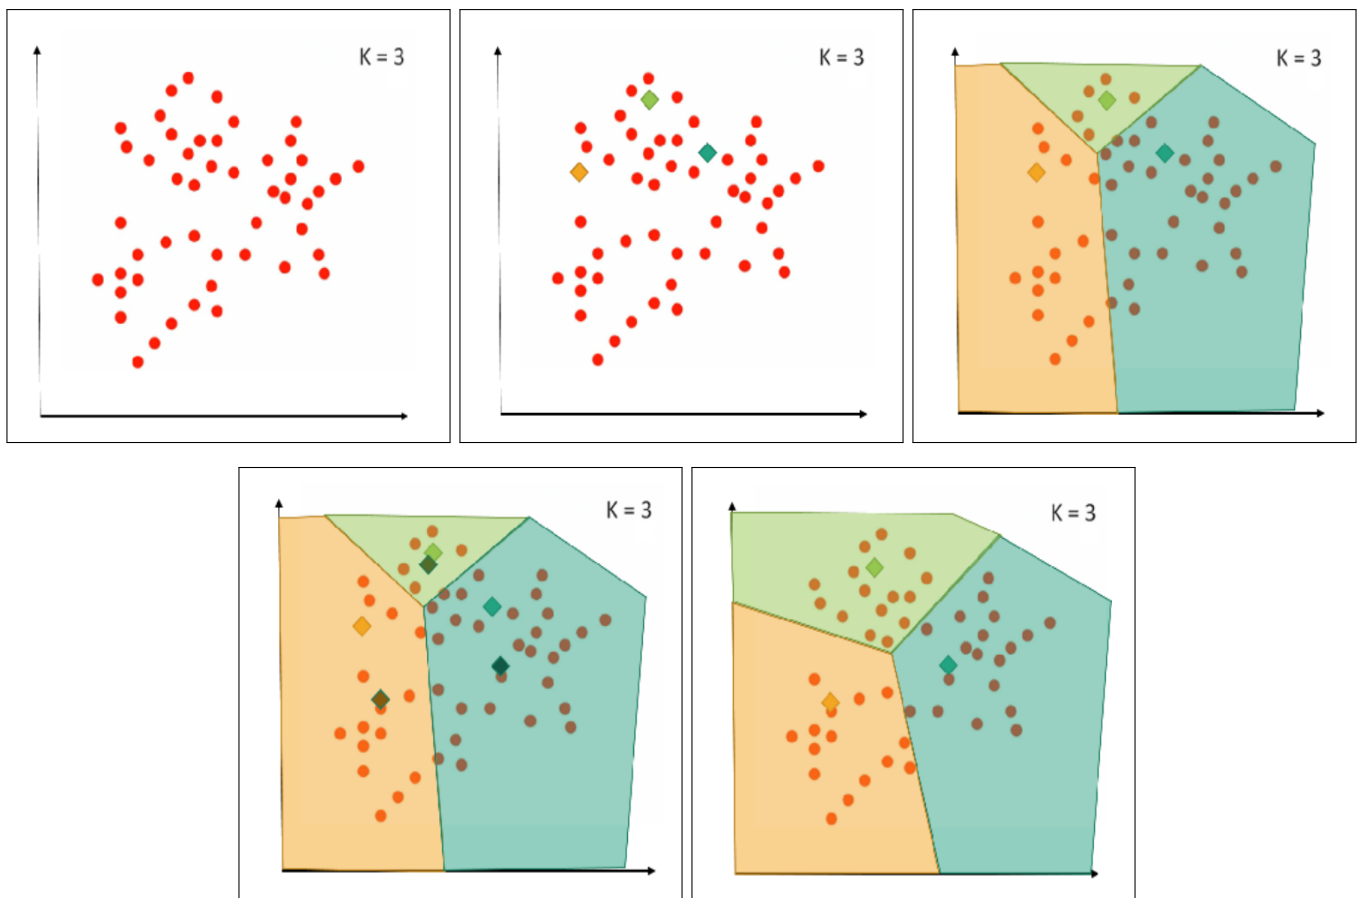 K = 3
K = 3
K = 3
K = 3
K = 3